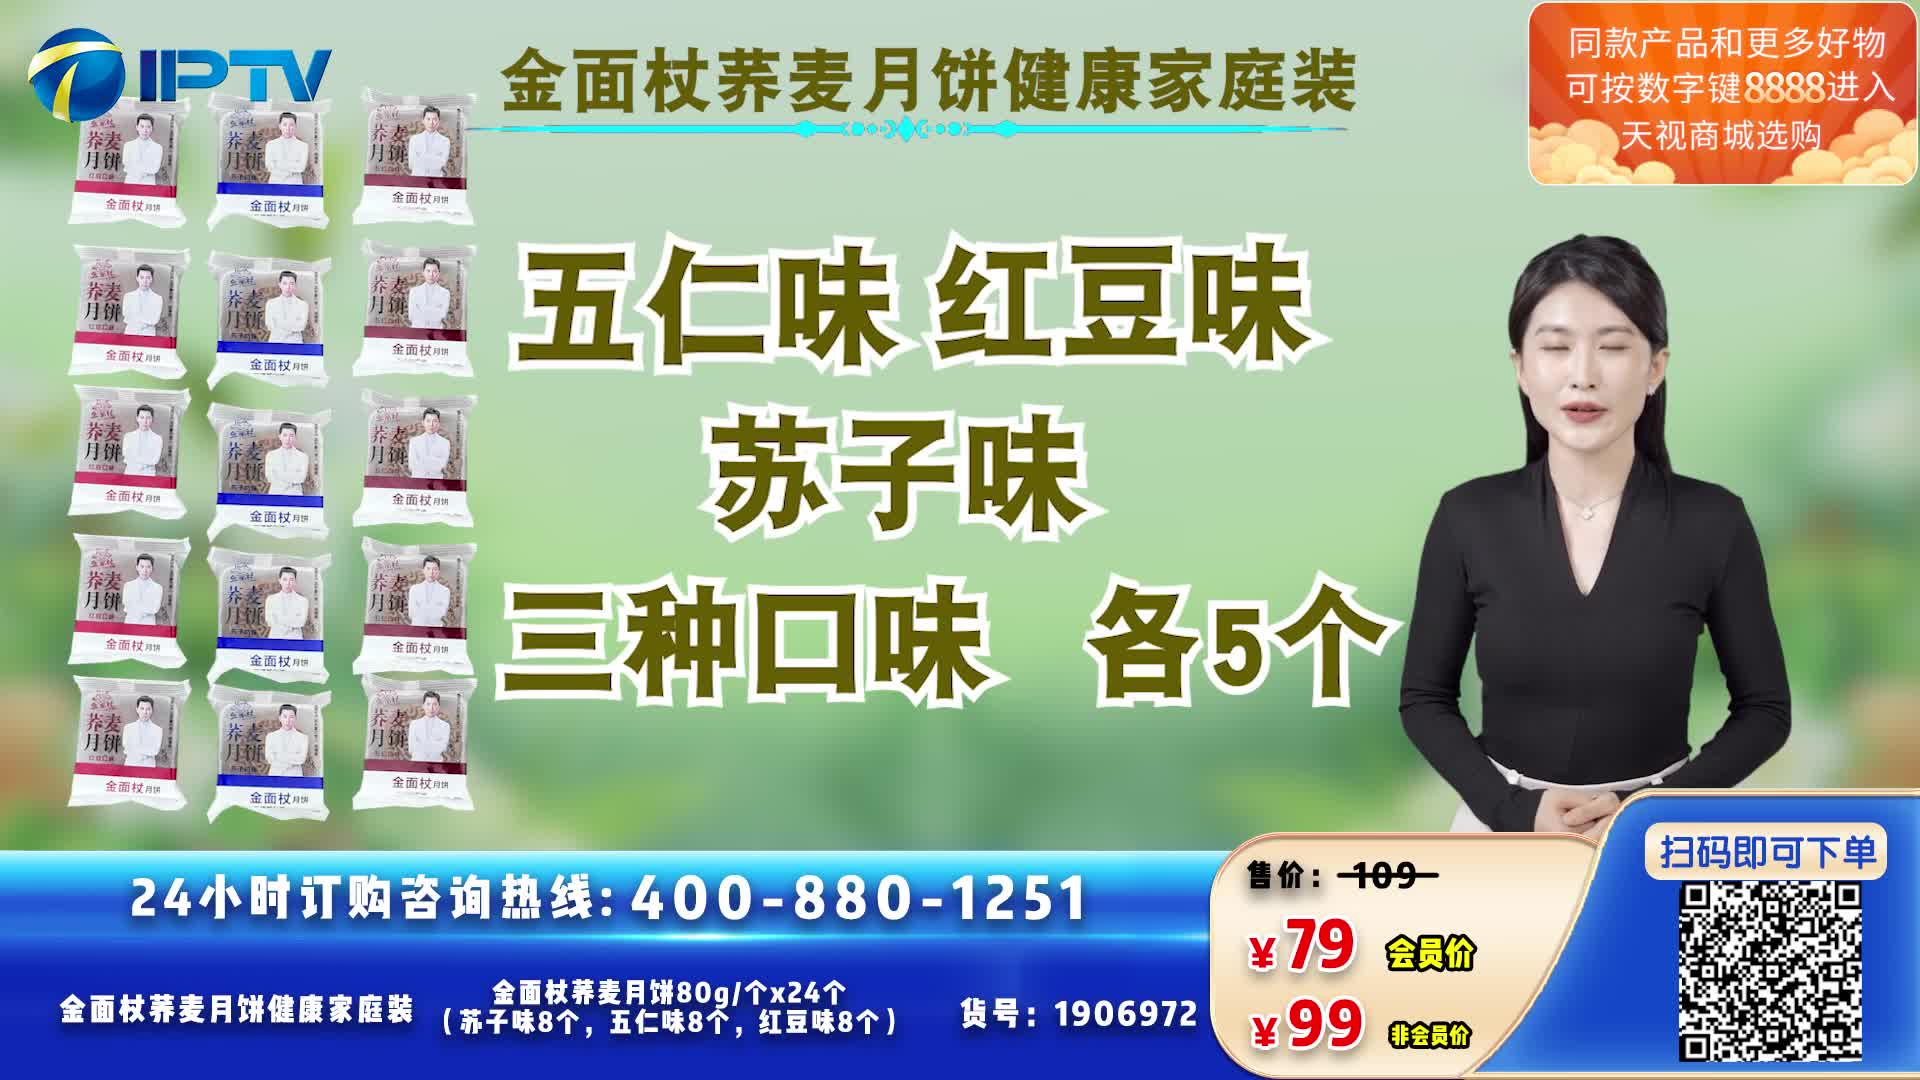 IPTV
金面杖荞麦月饼健康家庭装
同款产品和更多好物
可按数字键8888进入
天视商城选购
五仁味 红豆味
苏子味
三种口味 各5个
荞麦
月饼
金面杖月饼
24小时订购咨询热线:400-880-1251
金面杖荞麦月饼健康家庭装
金面杖荞麦月饼80g/个x24个
(苏子味8个,五仁味8个,红豆味8个)
货号:1906972
售价: 109
¥79 会员价
¥99 非会员价
扫码即可下单